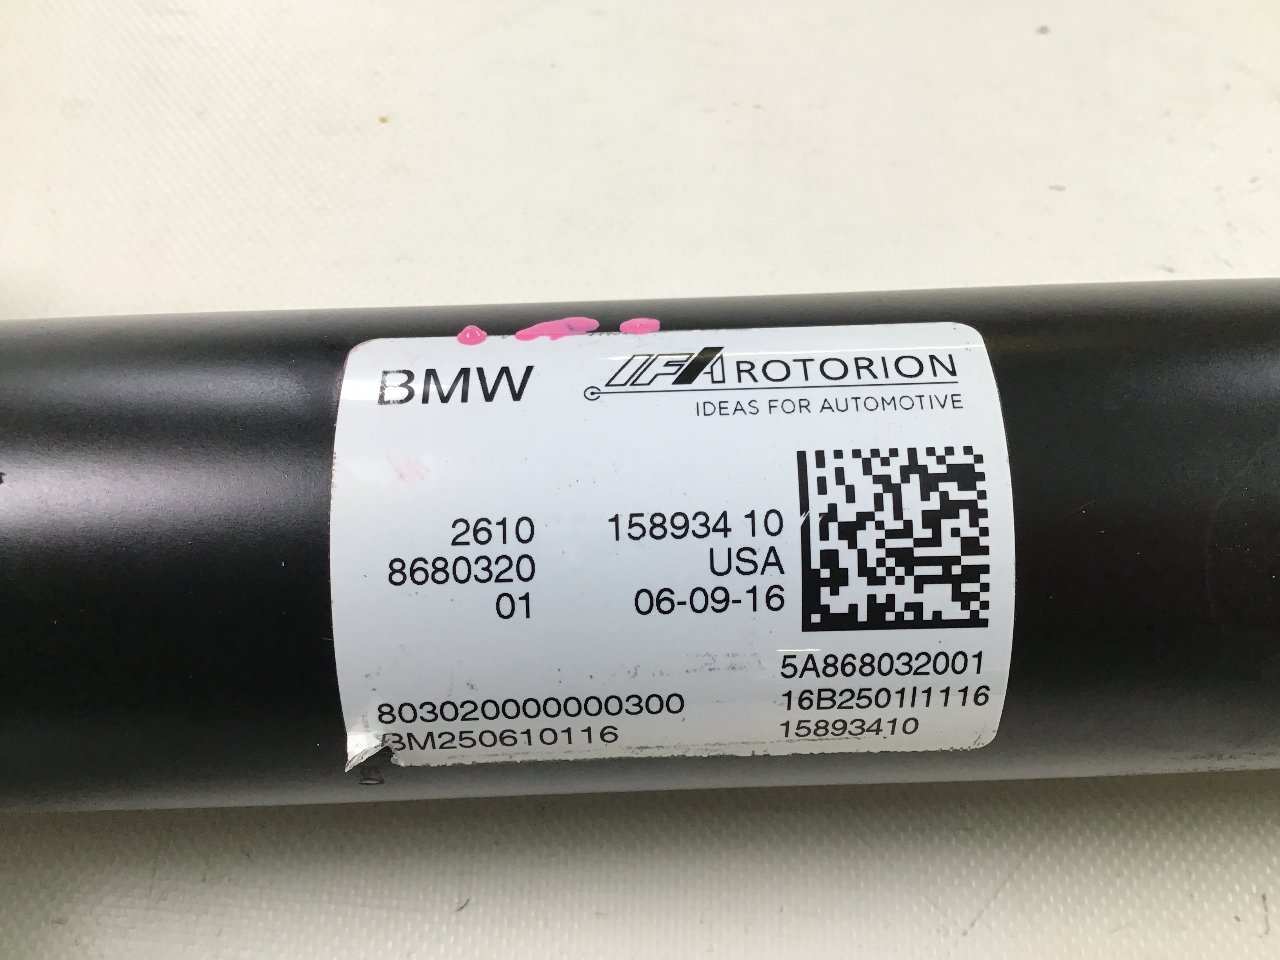 BMW
IFA ROTORION
IDEAS FOR AUTOMOTIVE
2610 158934 10
8680320 USA
01 06-09-16
5A868032001
803020000000300 16B2501I1116
BM250610116 15893410